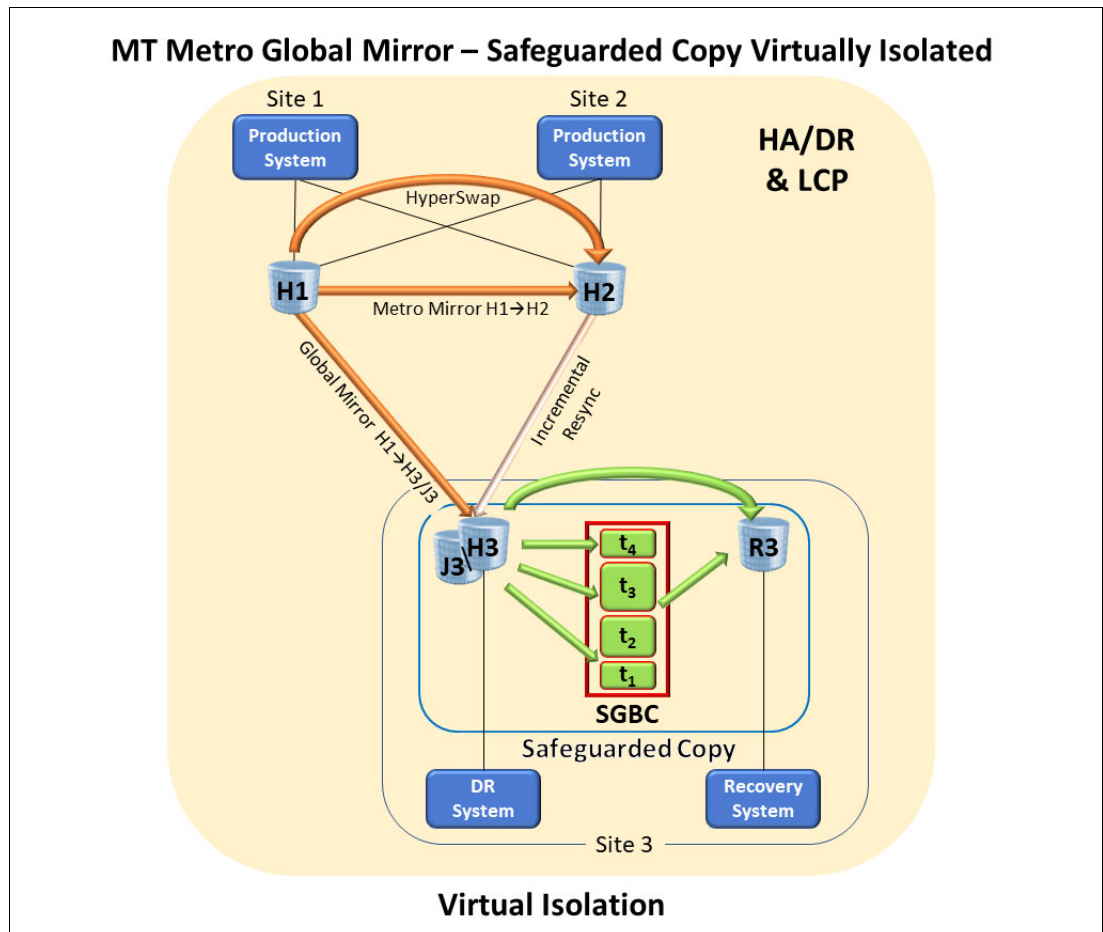 MT Metro Global Mirror – Safeguarded Copy Virtually Isolated
Site 1
Site 2
Production
System
Production
System
HA/DR
& LCP
HyperSwap
H1
H2
Metro Mirror H1→H2
Global Mirror H1→H3/J3
Incremental
Resync
J3\
H3
t4
t3
t2
t1
R3
SGBC
Safeguarded Copy
DR
System
Recovery
System
Site 3
Virtual Isolation